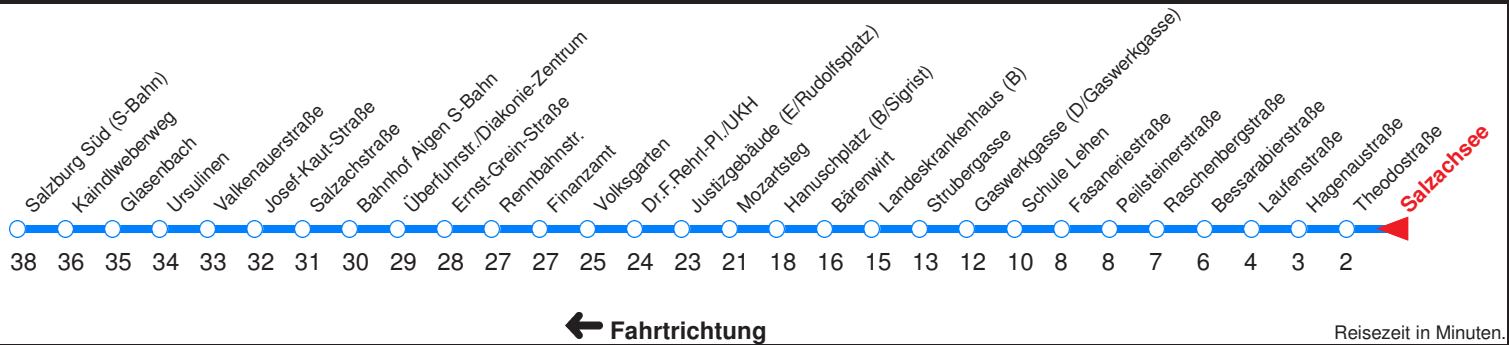 Salzburg Süd (S-Bahn)
Kaindlweberweg
Glasenbach
Ursulinen
Valkenauerstraße
Josef-Kaut-Straße
Salzachstraße
Bahnhof Aigen S-Bahn
Überfuhrstr./Diakonie-Zentrum
Ernst-Grein-Straße
Rennbahnstr.
Finanzamt
Volksgarten
Dr.F.Rehrl-Pl./UKH
Justizgebäude (E/Rudolfsplatz)
Mozartsteg
Hanuschplatz (B/Sigrist)
Bärenwirt
Landeskrankenhaus (B)
Strubergasse
Gaswerkgasse (D/Gaswerkgasse)
Schule Lehen
Fasaneriestraße
Peilsteinerstraße
Raschenbergstraße
Bessarabierstraße
Laufenstraße
Hagenaustraße
Theodostraße
Salzachsee
38 36 35 34 33 32 31 30 29 28 27 27 25 24 23 21 18 16 15 13 12 10 8 8 7 6 4 3 2
Fahrtrichtung
Reisezeit in Minuten.